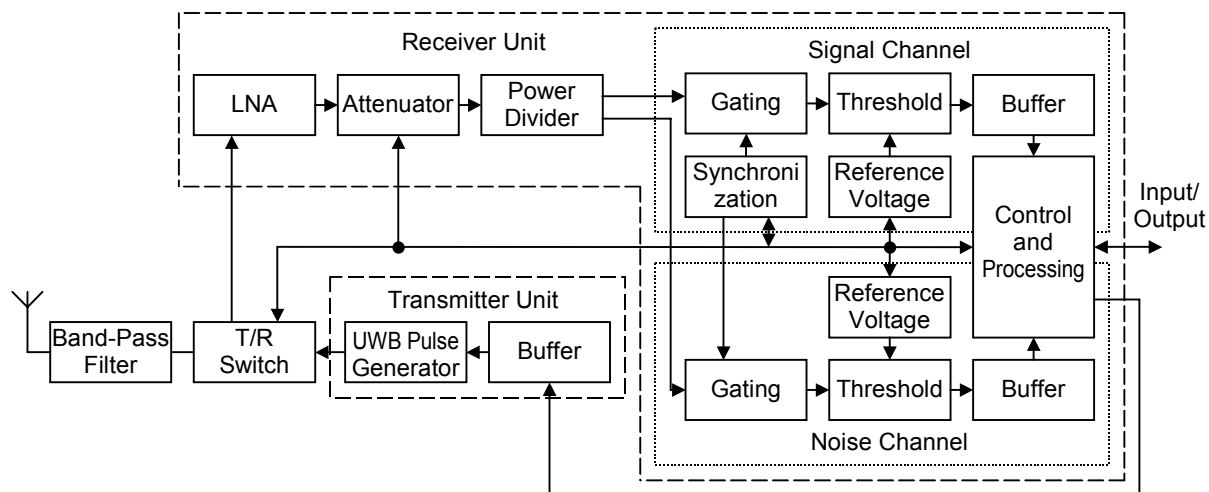 Receiver Unit
Signal Channel
LNA
Attenuator
Power
Divider
Gating
Threshold
Buffer
Synchroni
zation
Reference
Voltage
Control
and
Processing
Input/
Output
Transmitter Unit
Reference
Voltage
Band-Pass
Filter
T/R
Switch
UWB Pulse
Generator
Buffer
Gating
Threshold
Buffer
Noise Channel